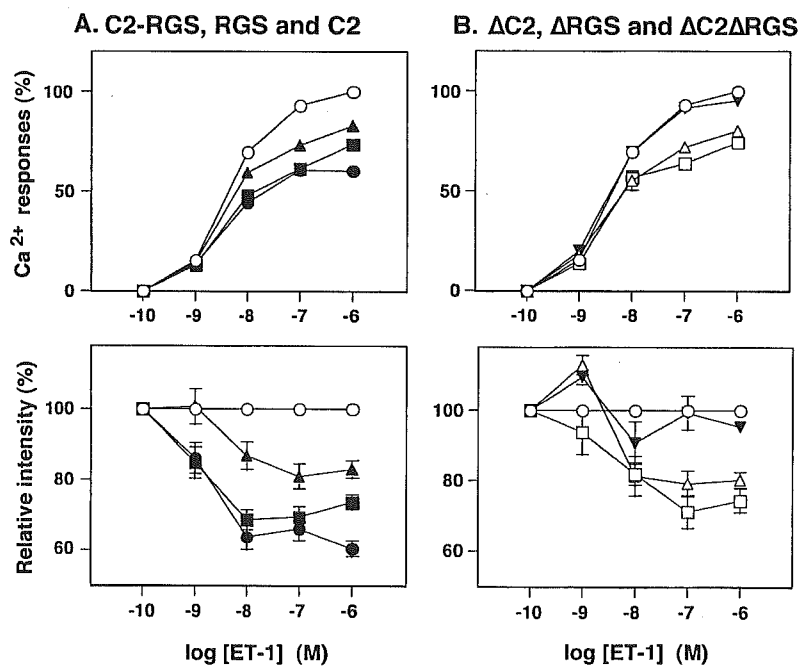 A. C2-RGS, RGS and C2
B. ΔC2, ΔRGS and ΔC2ΔRGS
Ca2+ responses (%)
100
50
0
-10 -9 -8 -7 -6
100
50
0
-10 -9 -8 -7 -6
Relative intensity (%)
100
80
60
-10 -9 -8 -7 -6
log [ET-1] (M)
100
80
60
-10 -9 -8 -7 -6
log [ET-1] (M)